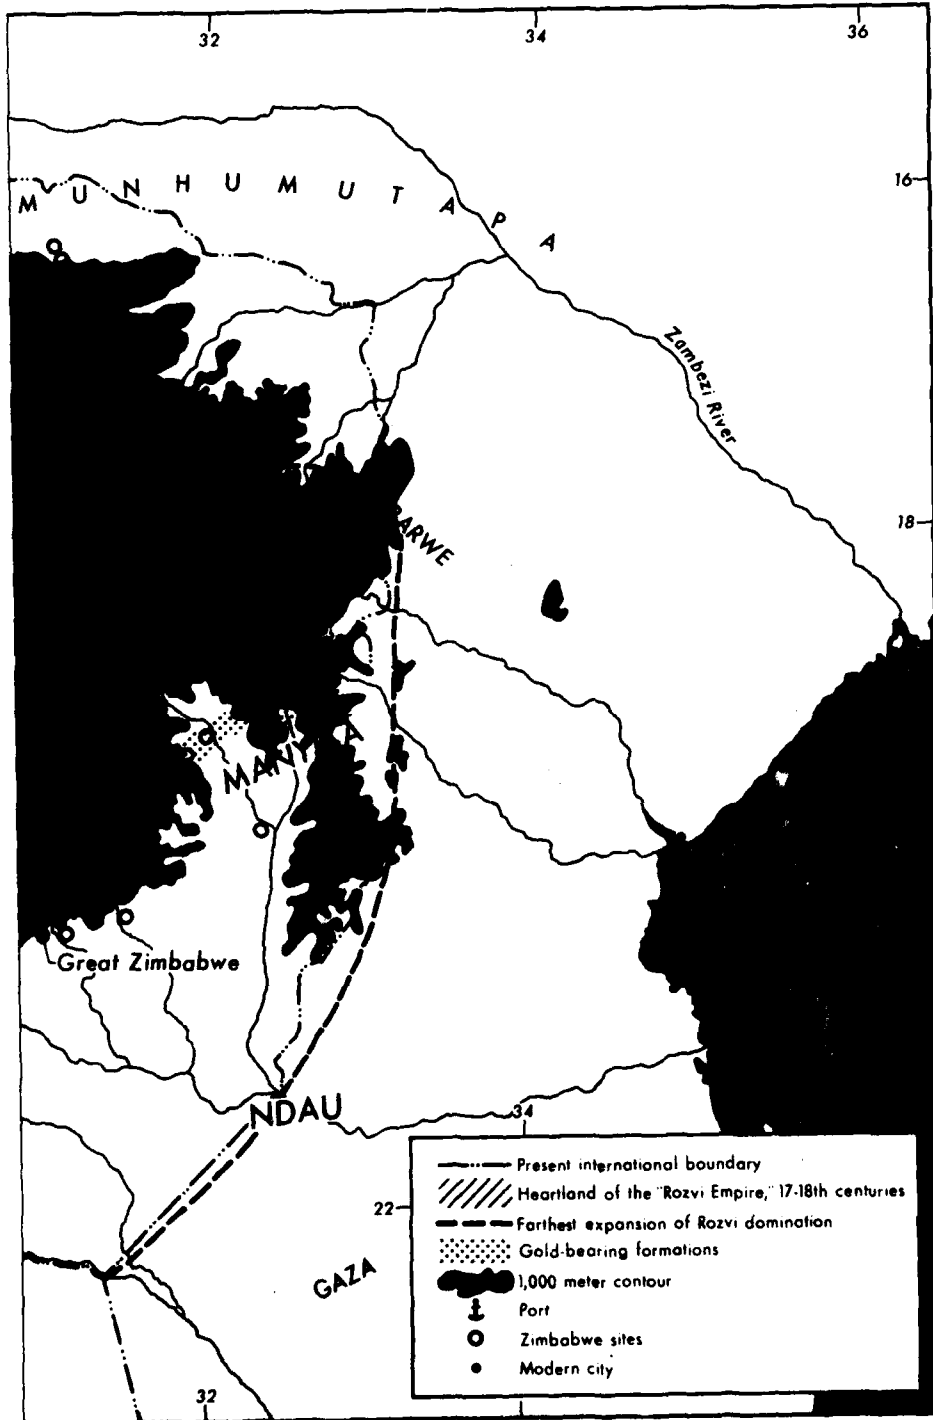 32
34
36
MUNHUMUTAPA
16
Zambezi River
18
BARWE
MANYIKA
Great Zimbabwe
NDAU
34
22
GAZA
32
Present international boundary
Heartland of the "Rozvi Empire," 17-18th centuries
Farthest expansion of Rozvi domination
Gold-bearing formations
1,000 meter contour
Port
Zimbabwe sites
Modern city